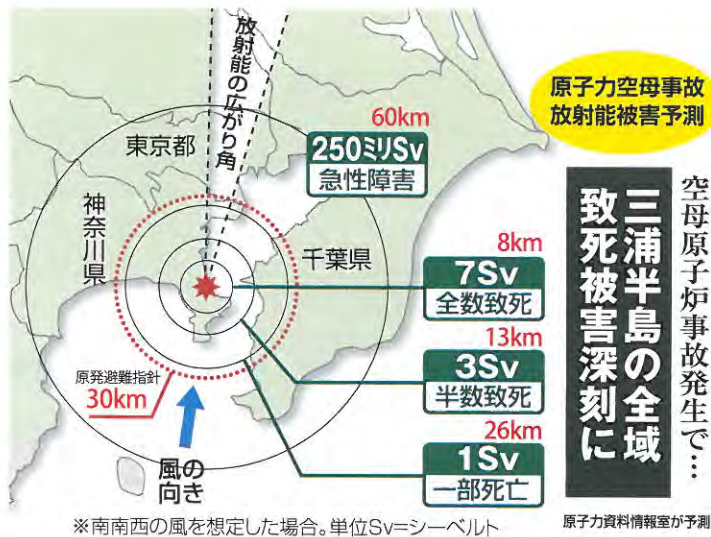 原子力空母事故
放射能被害予測
空母原子炉事故発生で…
三浦半島の全域
致死被害深刻に
放射能の広がり角
60km
250ミリSv
急性障害
東京都
神奈川県
千葉県
8km
7Sv
全数致死
13km
3Sv
半数致死
26km
1Sv
一部死亡
原発避難指針
30km
風の
向き
※南南西の風を想定した場合。単位Sv=シーベルト
原子力資料情報室が予測